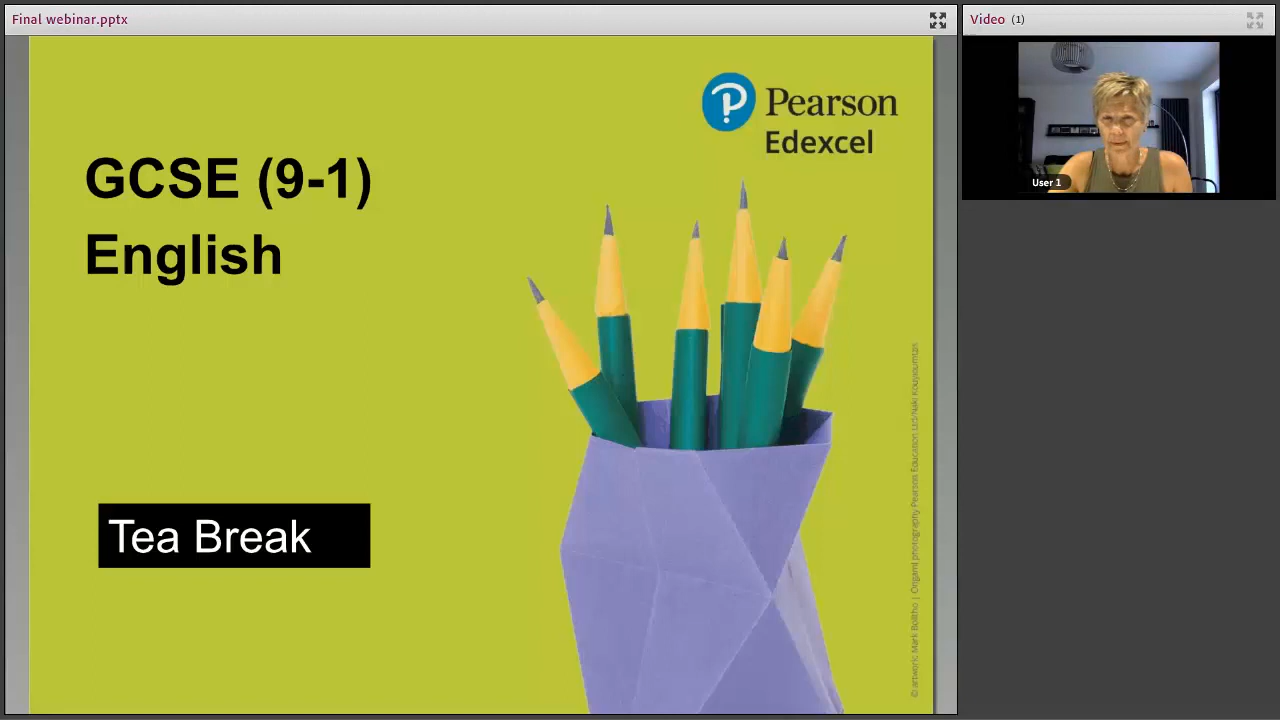 Final webinar.pptx
Video (1)
Pearson
Edexcel
GCSE (9-1)
English
User 1
Tea Break